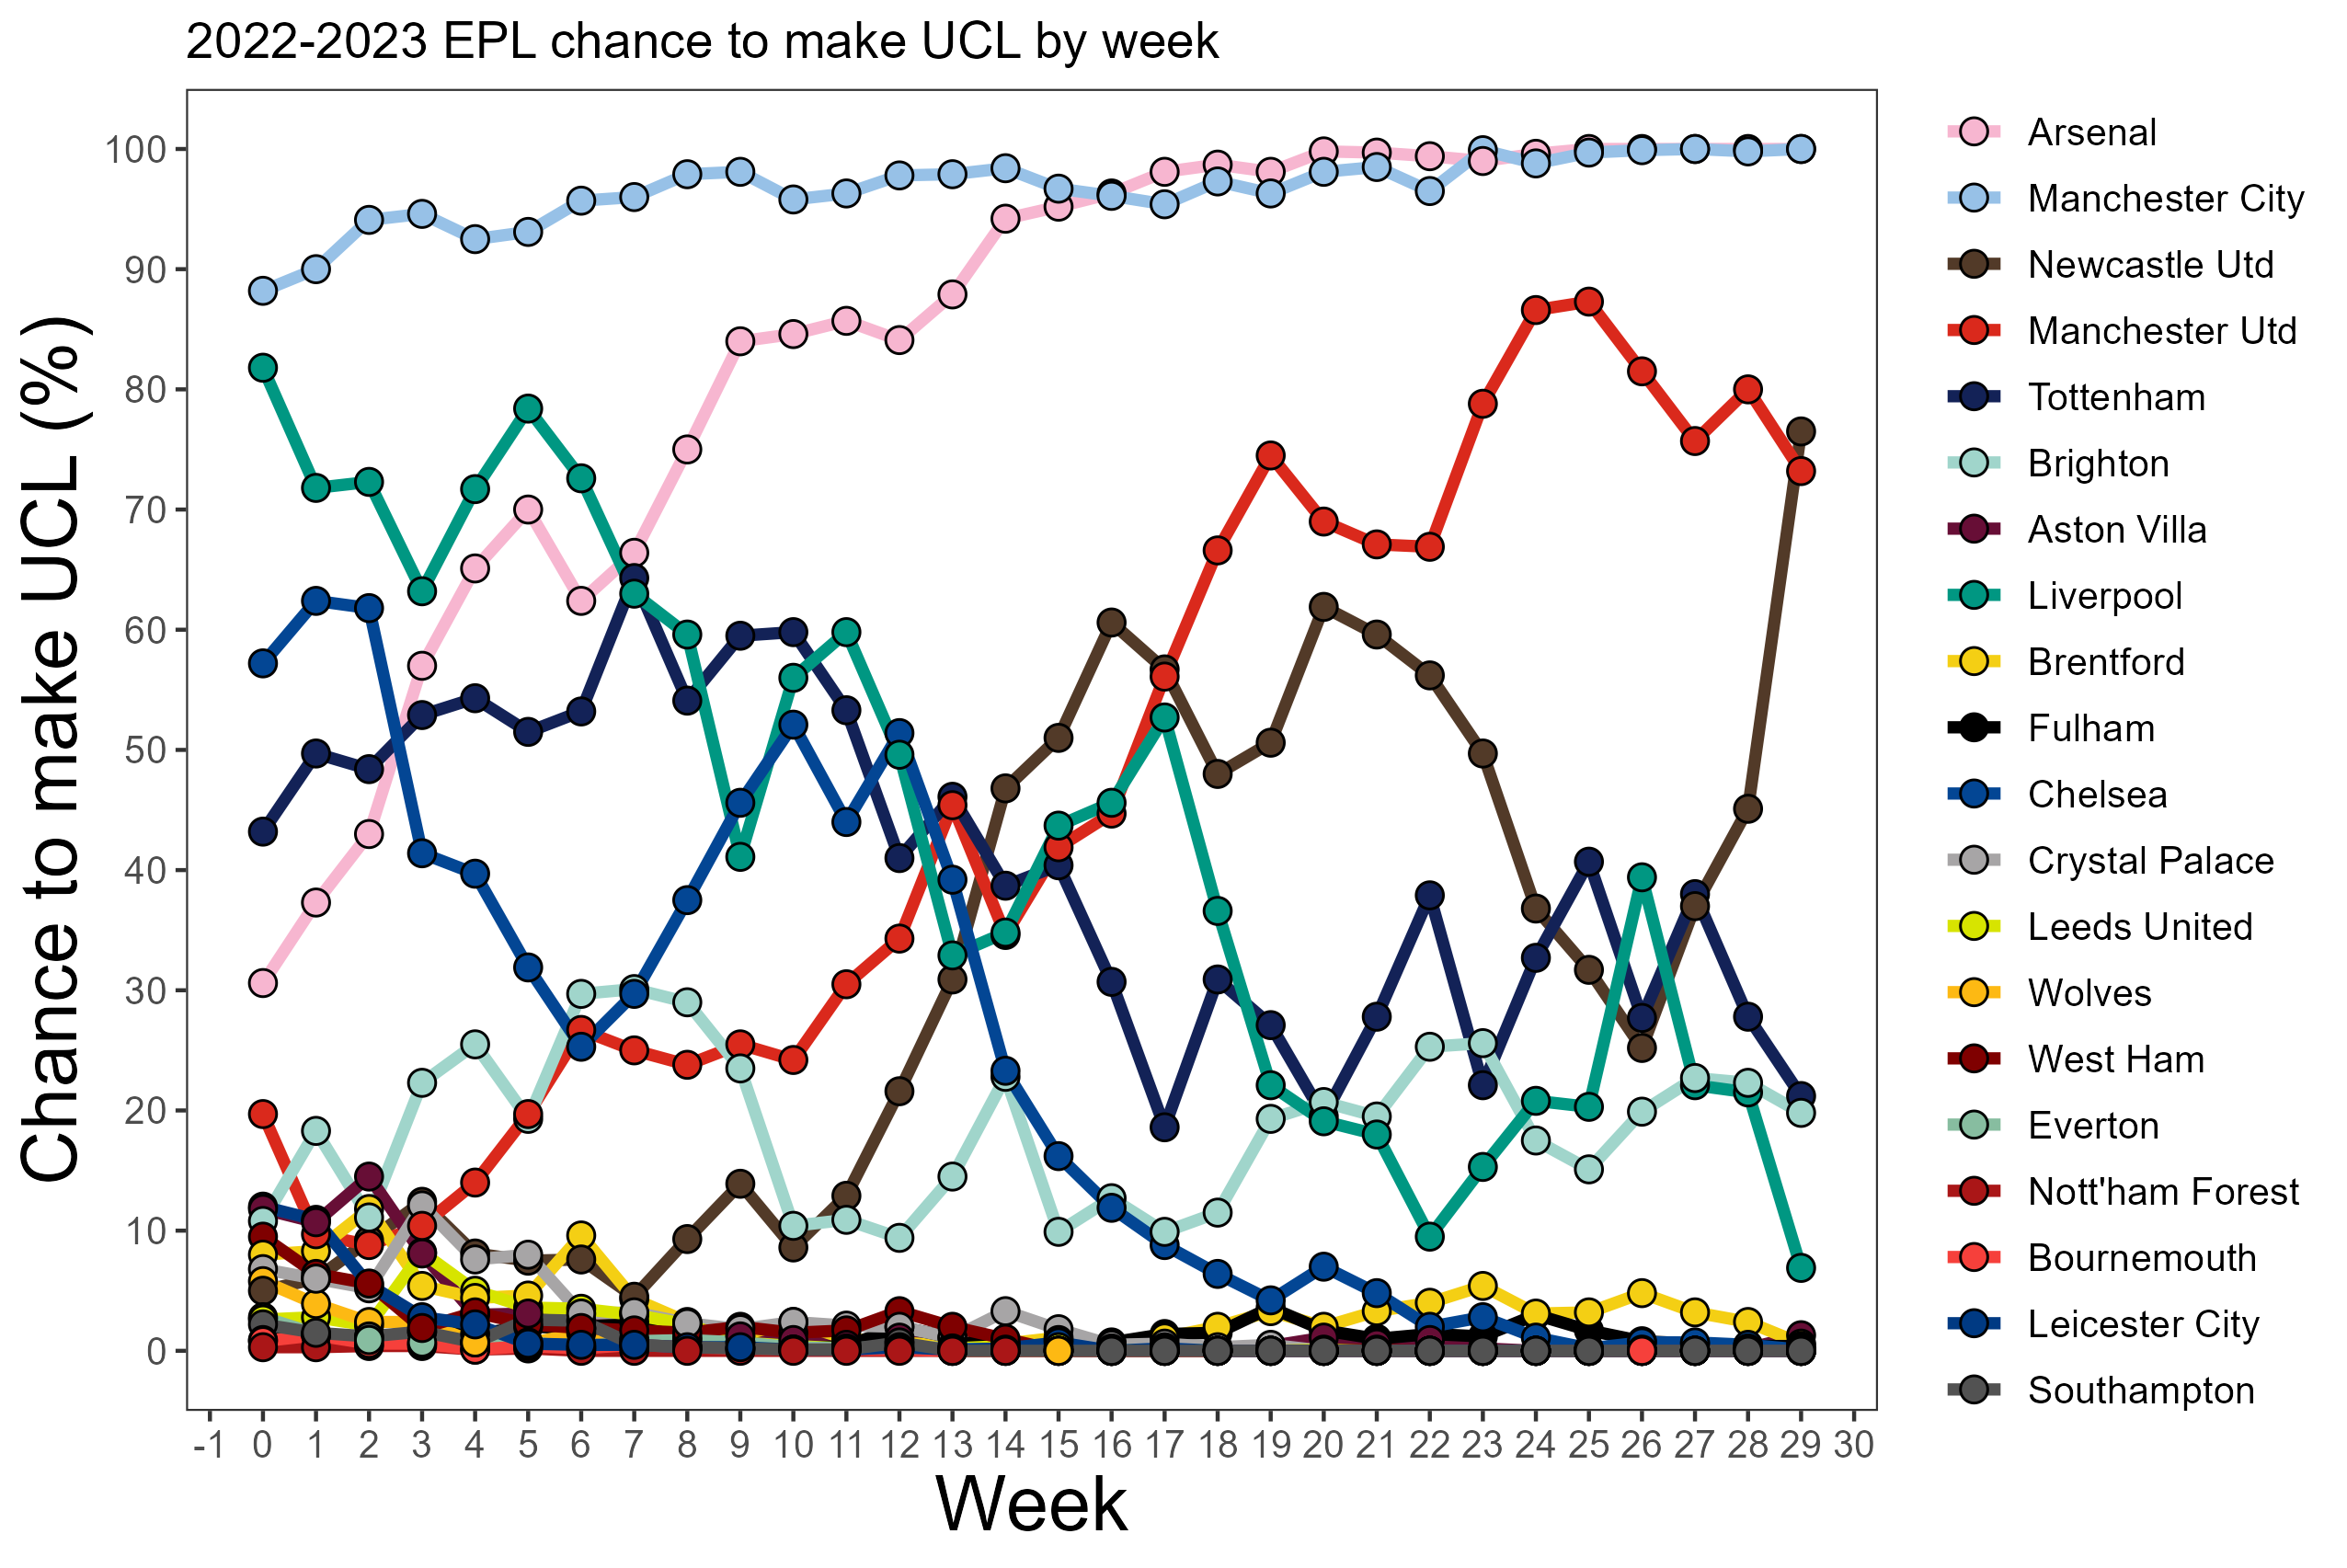 2022-2023 EPL chance to make UCL by week
Chance to make UCL (%)
100
90
80
70
60
50
40
30
20
10
0
-1 0 1 2 3 4 5 6 7 8 9 10 11 12 13 14 15 16 17 18 19 20 21 22 23 24 25 26 27 28 29 30
Week
Arsenal
Manchester City
Newcastle Utd
Manchester Utd
Tottenham
Brighton
Aston Villa
Liverpool
Brentford
Fulham
Chelsea
Crystal Palace
Leeds United
Wolves
West Ham
Everton
Nott'ham Forest
Bournemouth
Leicester City
Southampton